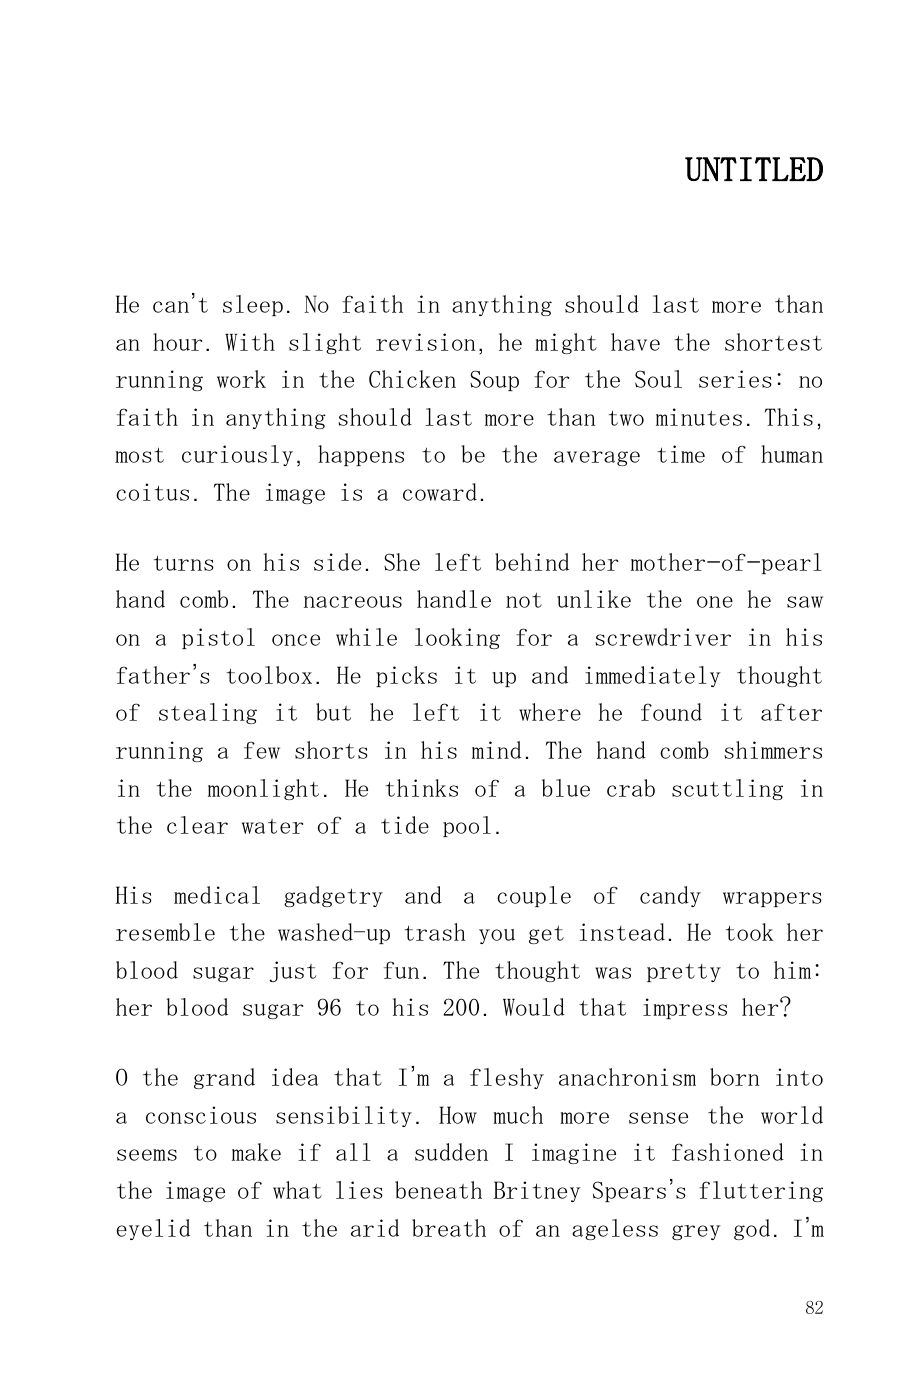 UNTITLED
He can't sleep. No faith in anything should last more than
an hour. With slight revision, he might have the shortest
running work in the Chicken Soup for the Soul series: no
faith in anything should last more than two minutes. This,
most curiously, happens to be the average time of human
coitus. The image is a coward.
He turns on his side. She left behind her mother-of-pearl
hand comb. The nacreous handle not unlike the one he saw
on a pistol once while looking for a screwdriver in his
father's toolbox. He picks it up and immediately thought
of stealing it but he left it where he found it after
running a few shorts in his mind. The hand comb shimmers
in the moonlight. He thinks of a blue crab scuttling in
the clear water of a tide pool.
His medical gadgetry and a couple of candy wrappers
resemble the washed-up trash you get instead. He took her
blood sugar just for fun. The thought was pretty to him:
her blood sugar 96 to his 200. Would that impress her?
O the grand idea that I'm a fleshy anachronism born into
a conscious sensibility. How much more sense the world
seems to make if all a sudden I imagine it fashioned in
the image of what lies beneath Britney Spears's fluttering
eyelid than in the arid breath of an ageless grey god. I'm
82